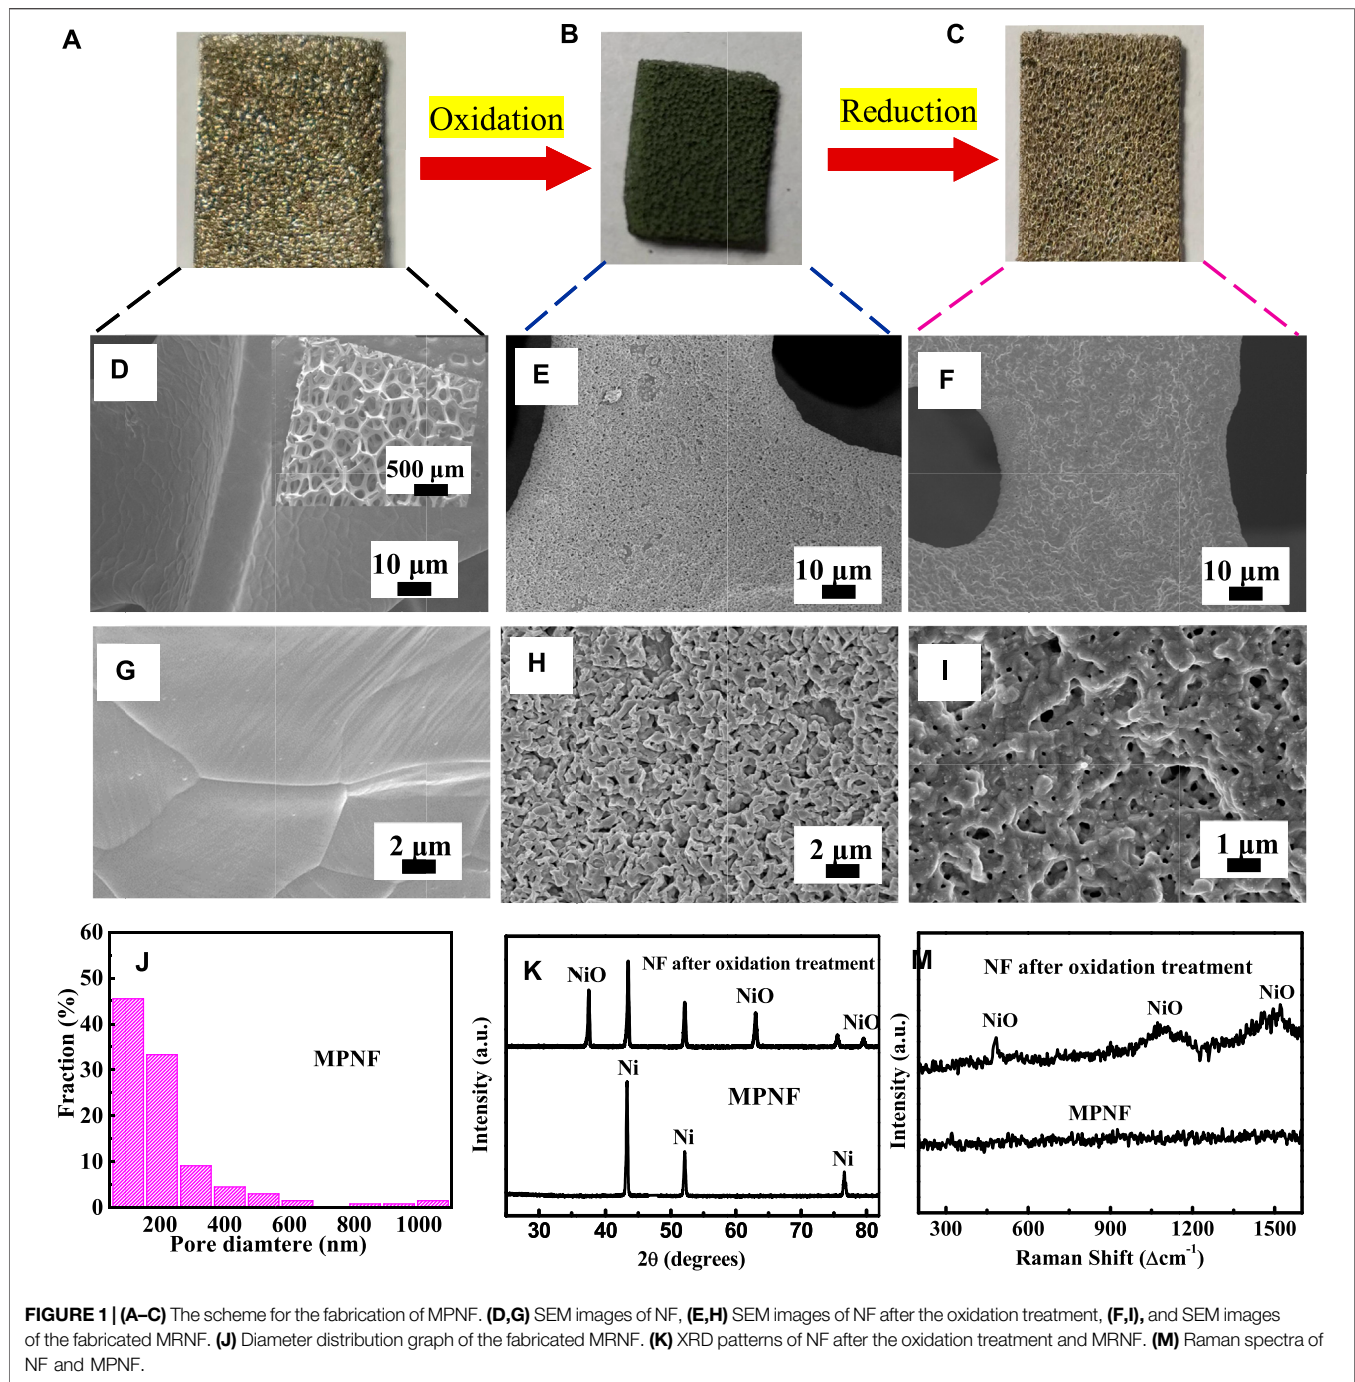 A
B
C
Oxidation
Reduction
D
500 µm
10 µm
E
10 µm
F
10 µm
G
2 µm
H
2 µm
I
1 µm
J
MPNF
Fraction (%)
60
50
40
30
20
10
0
200 400 600 800 1000
Pore diamtere (nm)
K
NF after oxidation treatment
NiO
NiO
NiO
Ni
MPNF
Ni
Ni
Intensity (a.u.)
30 40 50 60 70 80
2θ (degrees)
M
NF after oxidation treatment
NiO
NiO
NiO
MPNF
Intensity (a.u.)
300 600 900 1200 1500
Raman Shift (Δcm⁻¹)
FIGURE 1 | (A–C) The scheme for the fabrication of MPNF. (D,G) SEM images of NF, (E,H) SEM images of NF after the oxidation treatment, (F,I), and SEM images
of the fabricated MRNF. (J) Diameter distribution graph of the fabricated MRNF. (K) XRD patterns of NF after the oxidation treatment and MRNF. (M) Raman spectra of
NF and MPNF.